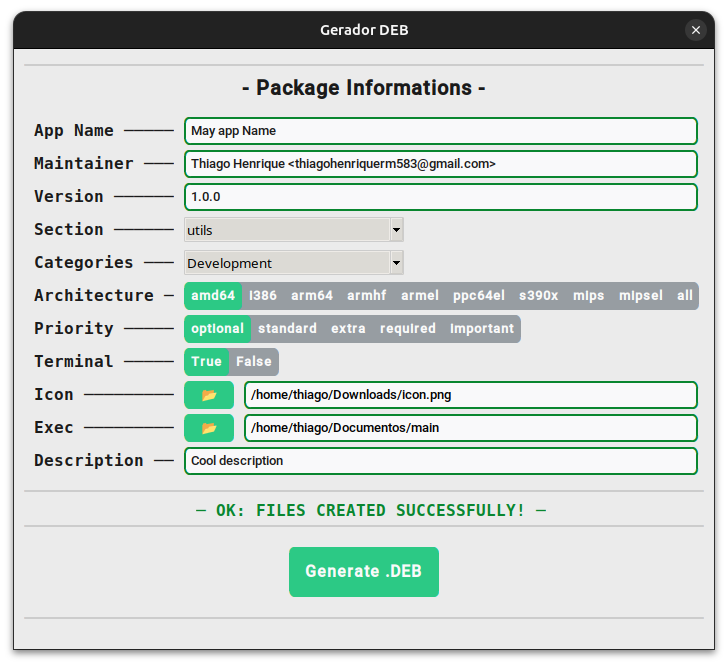 Gerador DEB
- Package Informations -
App Name ───── May app Name
Maintainer ─── Thiago Henrique <thiagohenriquerm583@gmail.com>
Version ────── 1.0.0
Section ────── utils
Categories ─── Development
Architecture ─ amd64 i386 arm64 armhf armel ppc64el s390x mips mipsel all
Priority ───── optional standard extra required important
Terminal ───── True False
Icon ───────── /home/thiago/Downloads/icon.png
Exec ───────── /home/thiago/Documentos/main
Description ── Cool description
─ OK: FILES CREATED SUCCESSFULLY! ─
Generate .DEB